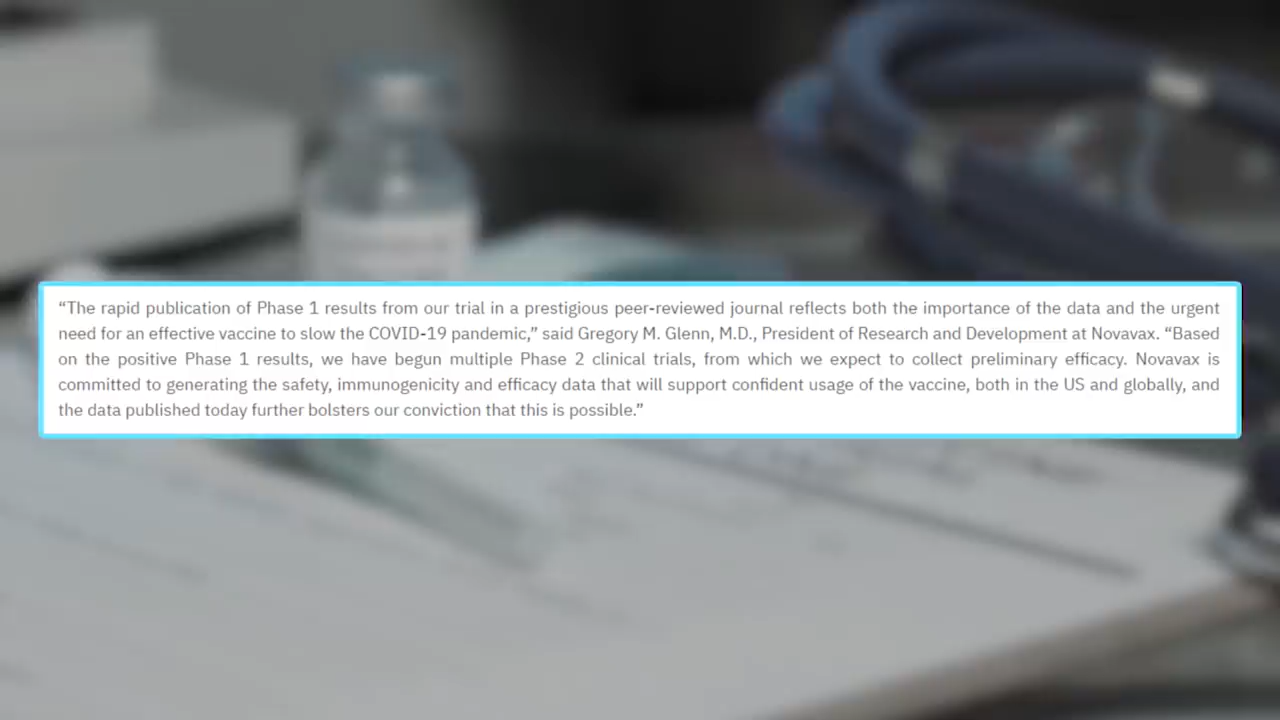 “The rapid publication of Phase 1 results from our trial in a prestigious peer-reviewed journal reflects both the importance of the data and the urgent
need for an effective vaccine to slow the COVID-19 pandemic,” said Gregory M. Glenn, M.D., President of Research and Development at Novavax. “Based
on the positive Phase 1 results, we have begun multiple Phase 2 clinical trials, from which we expect to collect preliminary efficacy. Novavax is
committed to generating the safety, immunogenicity and efficacy data that will support confident usage of the vaccine, both in the US and globally, and
the data published today further bolsters our conviction that this is possible.”